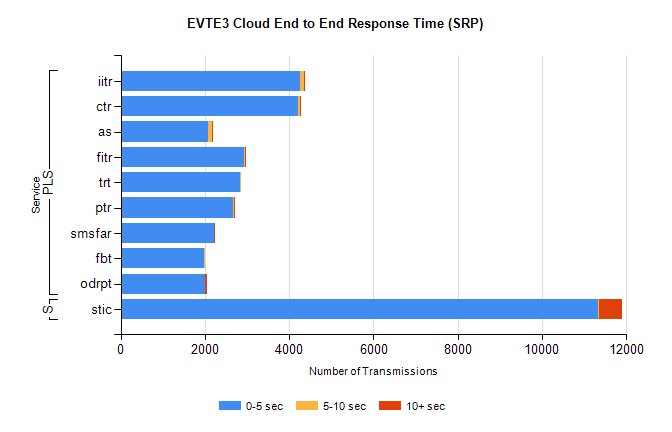 EVTE3 Cloud End to End Response Time (SRP)
iitr
ctr
as
fitr
trt
ptr
smsfar
fbt
odrpt
stic
Service
PLS
S
0 2000 4000 6000 8000 10000 12000
Number of Transmissions
0-5 sec 5-10 sec 10+ sec